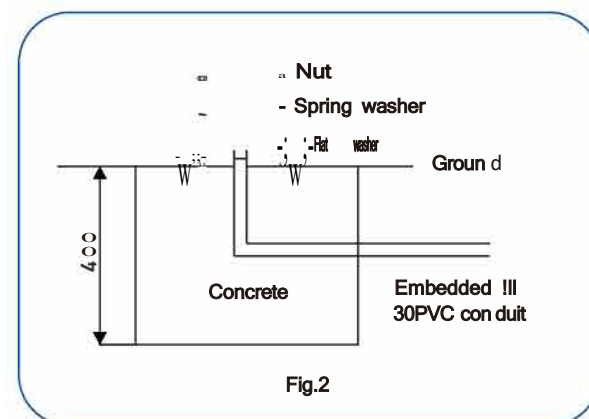 Nut
- Spring washer
-Flat washer
Groun d
400
Concrete
Embedded !!!
30PVC con duit
Fig.2